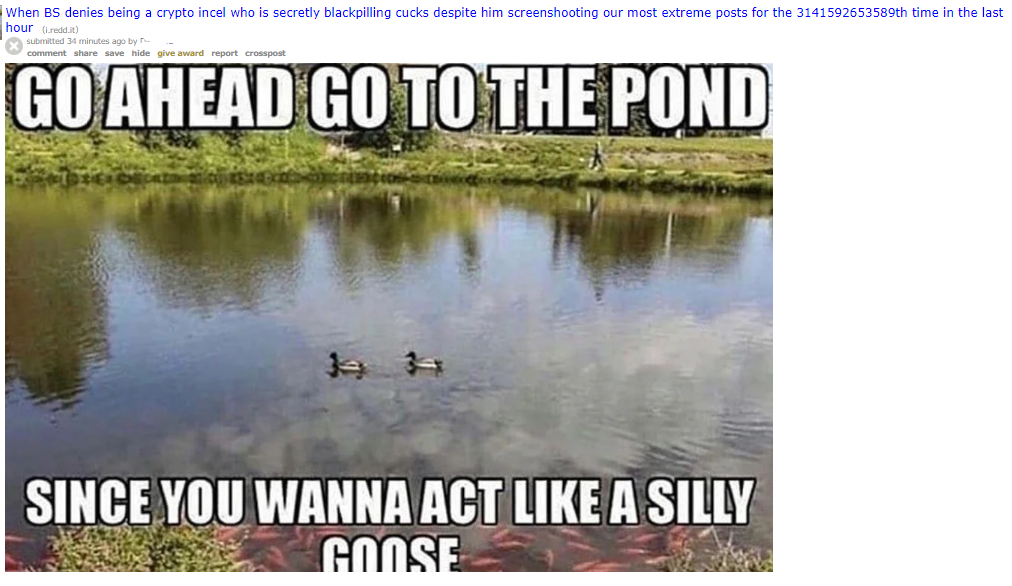 When BS denies being a crypto incel who is secretly blackpilling cucks despite him screenshooting our most extreme posts for the 3141592653589th time in the last
hour (i.redd.it)
submitted 34 minutes ago by
comment share save hide give award report crosspost
GO AHEAD GO TO THE POND
SINCE YOU WANNA ACT LIKE A SILLY
GOOSE